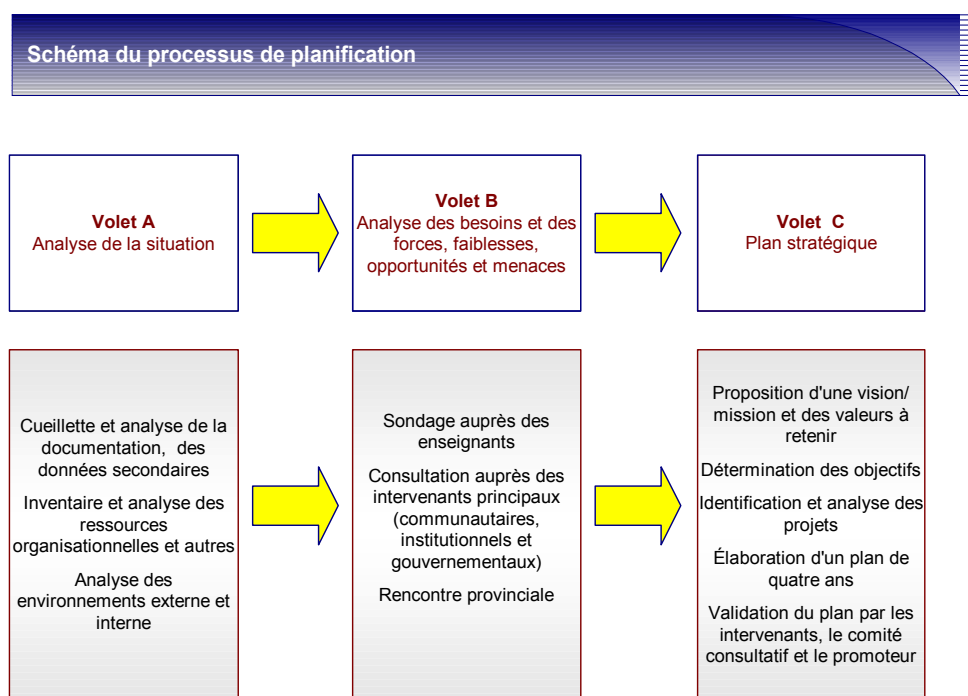 Schéma du processus de planification
Volet A
Analyse de la situation
Volet B
Analyse des besoins et des
forces, faiblesses,
opportunités et menaces
Volet C
Plan stratégique
Cueillette et analyse de la
documentation, des
données secondaires
Inventaire et analyse des
ressources
organisationnelles et autres
Analyse des
environnements externe et
interne
Sondage auprès des
enseignants
Consultation auprès des
intervenants principaux
(communautaires,
institutionnels et
gouvernementaux)
Rencontre provinciale
Proposition d'une vision/
mission et des valeurs à
retenir
Détermination des objectifs
Identification et analyse des
projets
Élaboration d'un plan de
quatre ans
Validation du plan par les
intervenants, le comité
consultatif et le promoteur